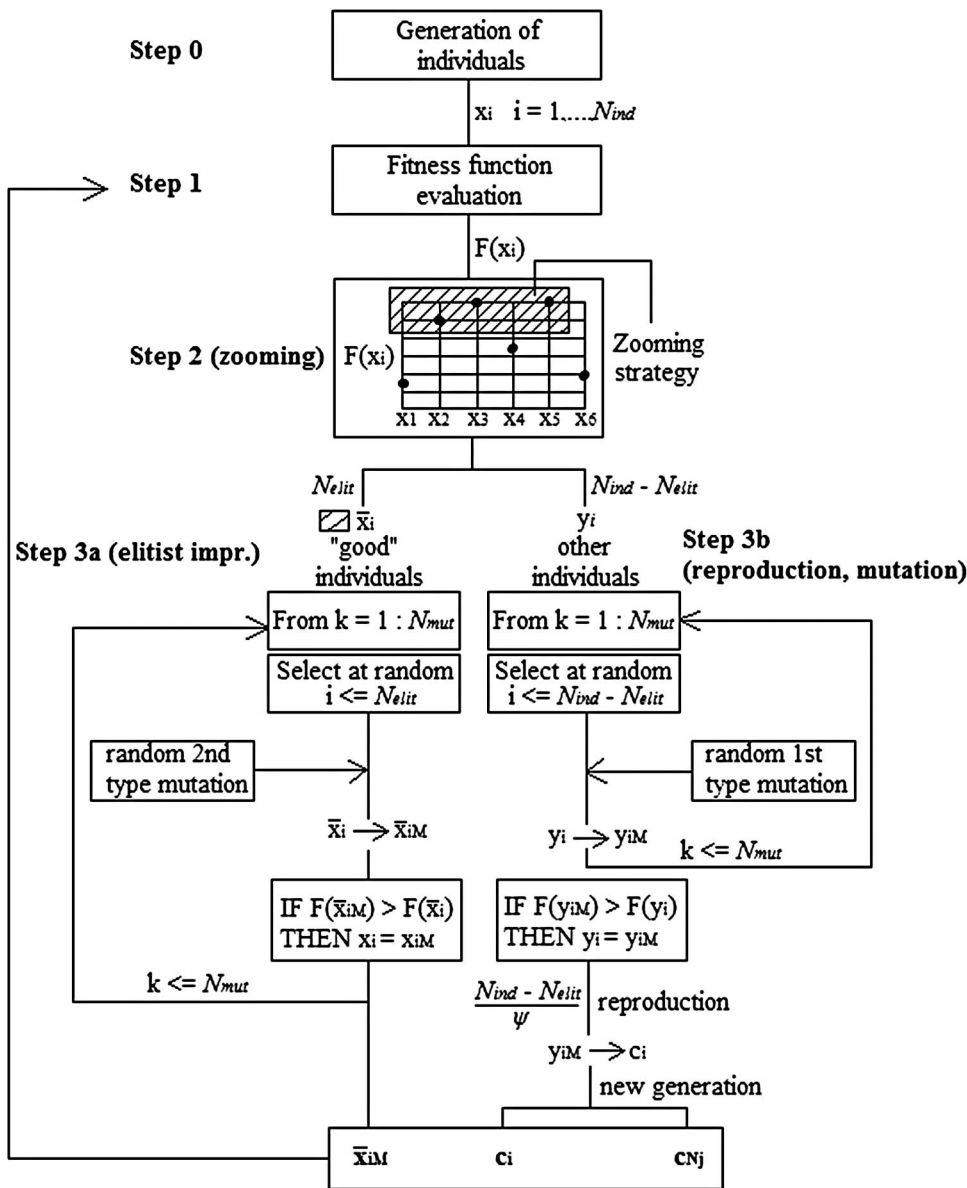 Step 0
Generation of
individuals
xi i = 1,....,Nind
Step 1
Fitness function
evaluation
F(xi)
Step 2 (zooming)
F(xi)
X1 X2 X3 X4 X5 X6
Zooming
strategy
Nelit
Nind - Nelit
x̄i
"good"
individuals
yi
other
individuals
Step 3a (elitist impr.)
Step 3b
(reproduction, mutation)
From k = 1 : Nmut
Select at random
i <= Nelit
random 2nd
type mutation
x̄i → x̄iM
IF F(x̄iM) > F(x̄i)
THEN xi = xiM
k <= Nmut
From k = 1 : Nmut
Select at random
i <= Nind - Nelit
random 1st
type mutation
yi → yiM
k <= Nmut
IF F(yiM) > F(yi)
THEN yi = yiM
Nind - Nelit
ψ
reproduction
yiM → ci
new generation
x̄iM ci cNj